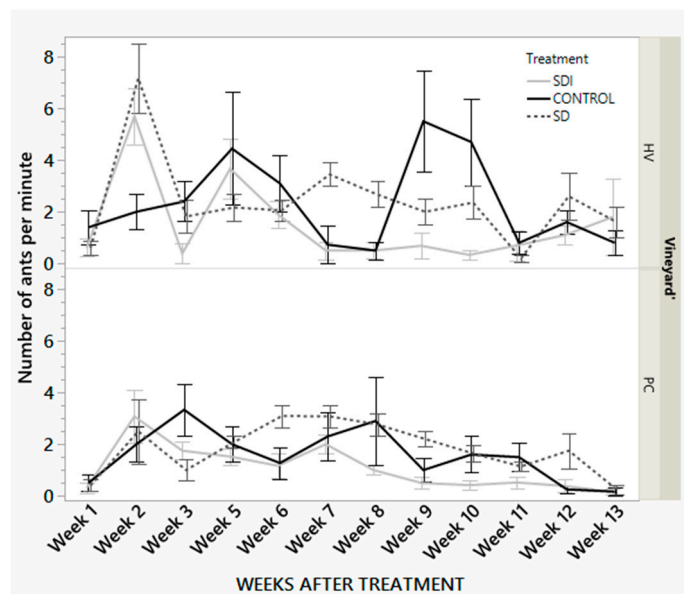 Treatment
SDI
CONTROL
SD
Number of ants per minute
8
6
4
2
0
HV
8
6
4
2
0
PC
Vineyard'
Week 1
Week 2
Week 3
Week 5
Week 6
Week 7
Week 8
Week 9
Week 10
Week 11
Week 12
Week 13
WEEKS AFTER TREATMENT